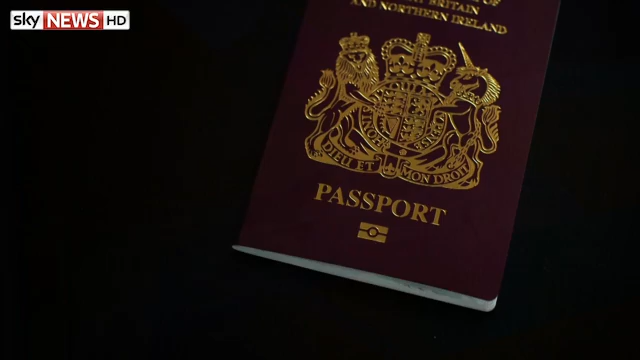 sky NEWS HD
BRITAIN
AND NORTHERN IRELAND
DIEU ET MON DROIT
PASSPORT